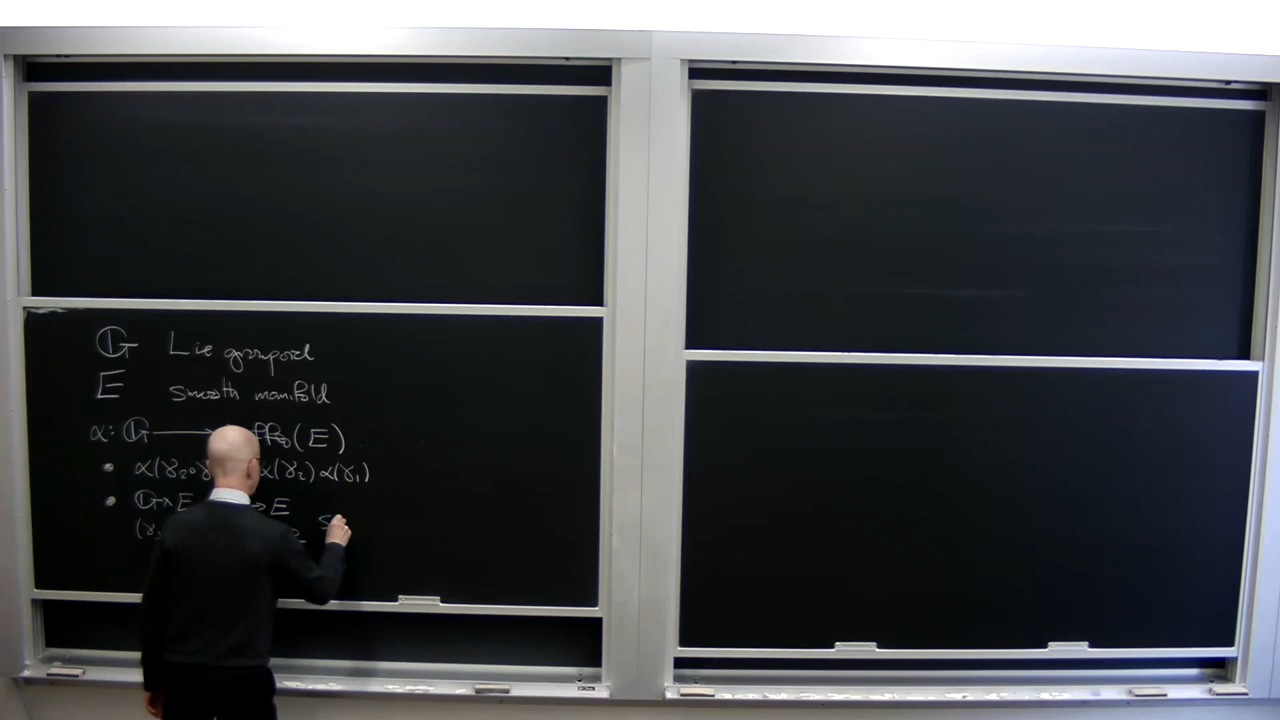 𝔾 Lie groupoid
E smooth manifold
α: 𝔾 → (E)
• α(γ₂∘γ α(γ₂) α(γ₁)
• 𝔾 × E → E
(γ,